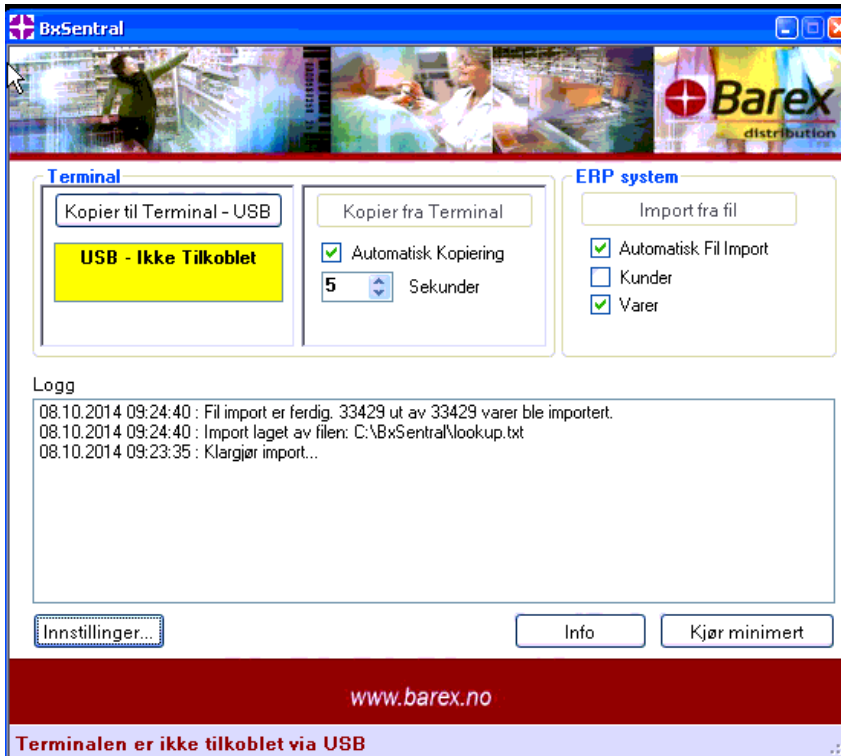 BxSentral
Barex
distribution
Terminal
Kopier til Terminal - USB
USB - Ikke Tilkoblet
Kopier fra Terminal
Automatisk Kopiering
5 Sekunder
ERP system
Import fra fil
Automatisk Fil Import
Kunder
Varer
Logg
08.10.2014 09:24:40 : Fil import er ferdig. 33429 ut av 33429 varer ble importert.
08.10.2014 09:24:40 : Import laget av filen: C:\BxSentral\lookup.txt
08.10.2014 09:23:35 : Klargjør import...
Innstillinger...
Info
Kjør minimert
www.barex.no
Terminalen er ikke tilkoblet via USB